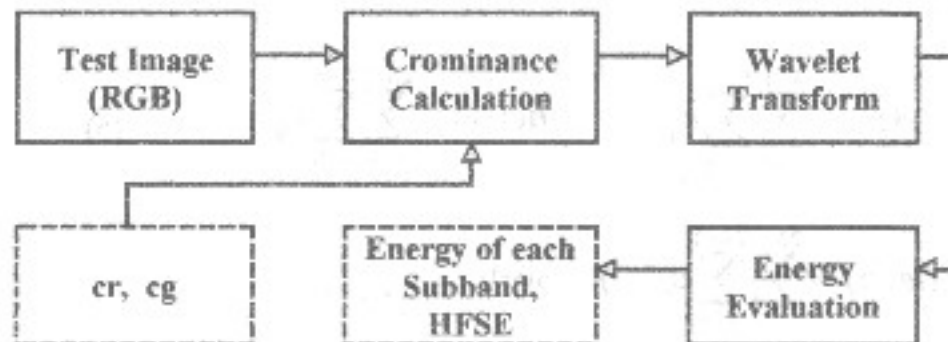 Test Image
(RGB)
Crominance
Calculation
Wavelet
Transform
cr, cg
Energy of each
Subband,
HFSE
Energy
Evaluation